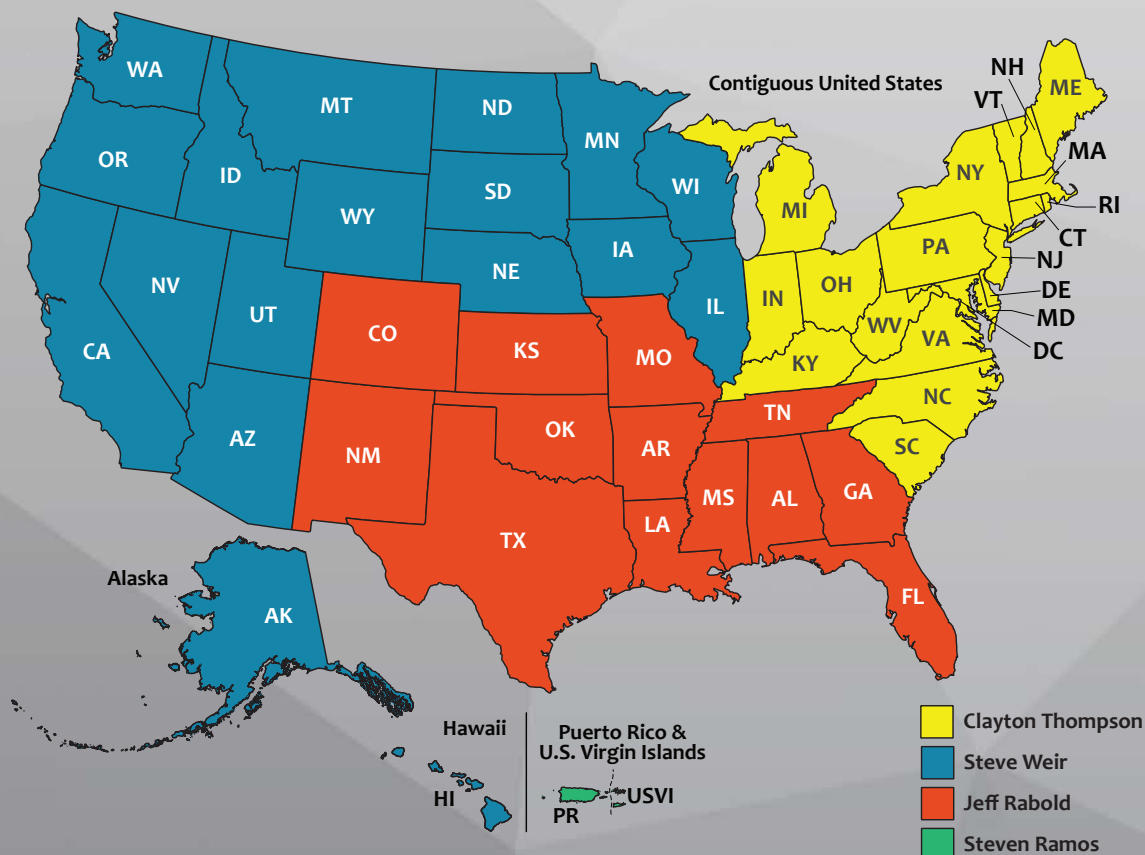 Contiguous United States
WA
MT
ND
MN
OR
ID
SD
WI
WY
MI
NH
VT
ME
MA
NY
RI
CT
NJ
PA
DE
MD
DC
IA
NE
NV
UT
CA
IL
IN
OH
WV
VA
KY
CO
KS
MO
NC
TN
SC
AZ
NM
OK
AR
MS
AL
GA
LA
TX
FL
Alaska
AK
Hawaii
HI
Puerto Rico &
U.S. Virgin Islands
USVI
PR
Clayton Thompson
Steve Weir
Jeff Rabold
Steven Ramos